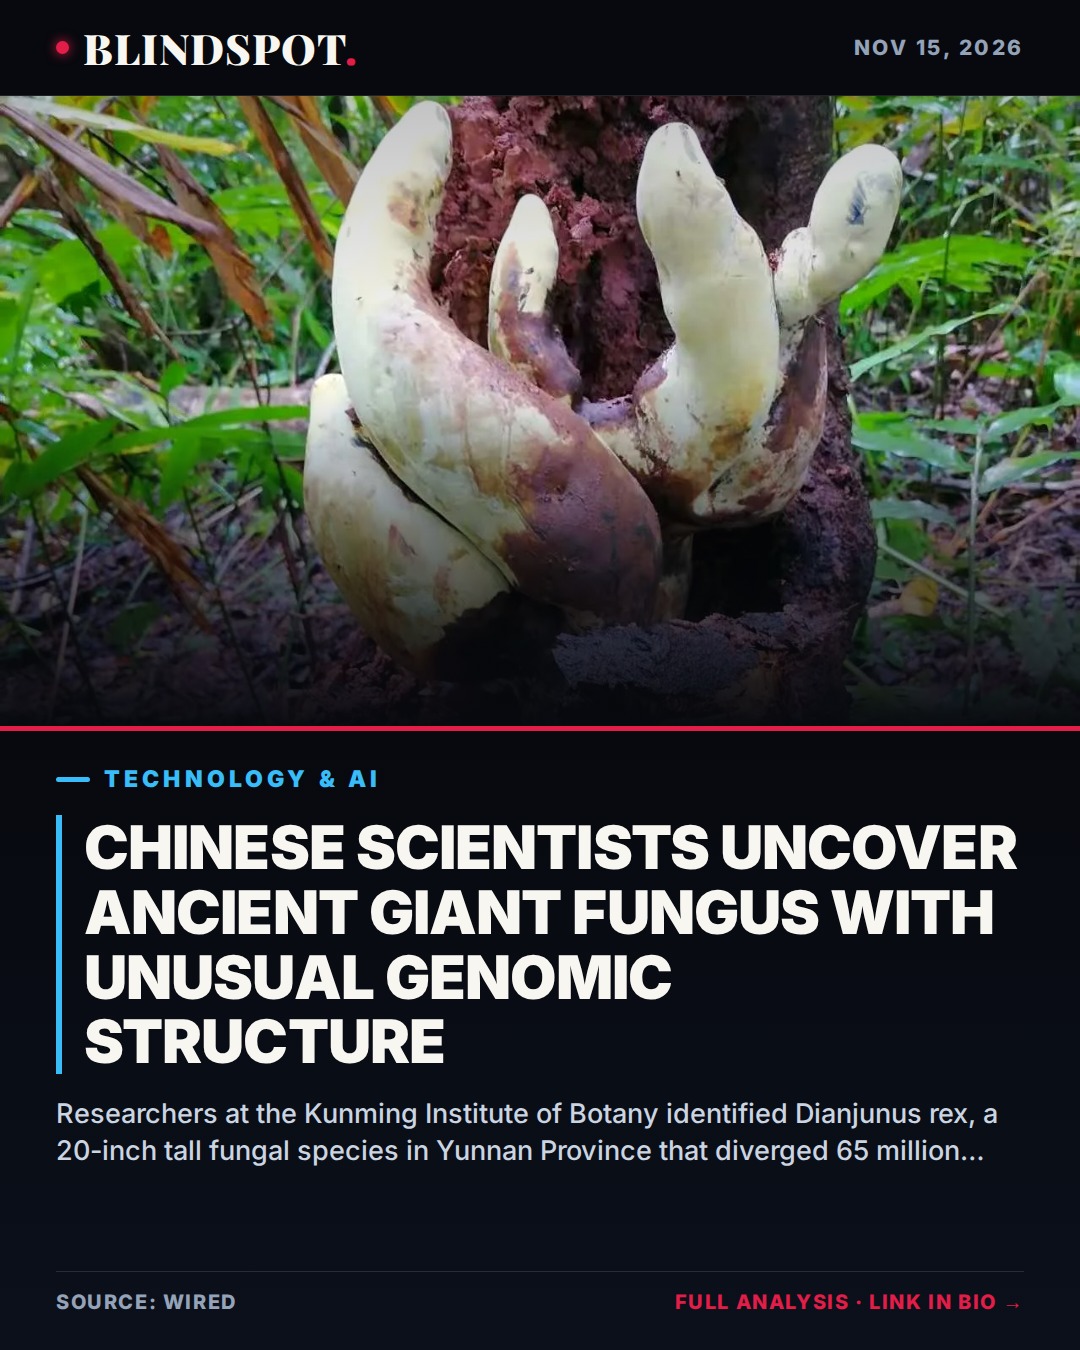 BLINDSPOT.
NOV 15, 2026
TECHNOLOGY & AI
CHINESE SCIENTISTS UNCOVER
ANCIENT GIANT FUNGUS WITH
UNUSUAL GENOMIC
STRUCTURE
Researchers at the Kunming Institute of Botany identified Dianjunus rex, a
20-inch tall fungal species in Yunnan Province that diverged 65 million...
SOURCE: WIRED
FULL ANALYSIS · LINK IN BIO →